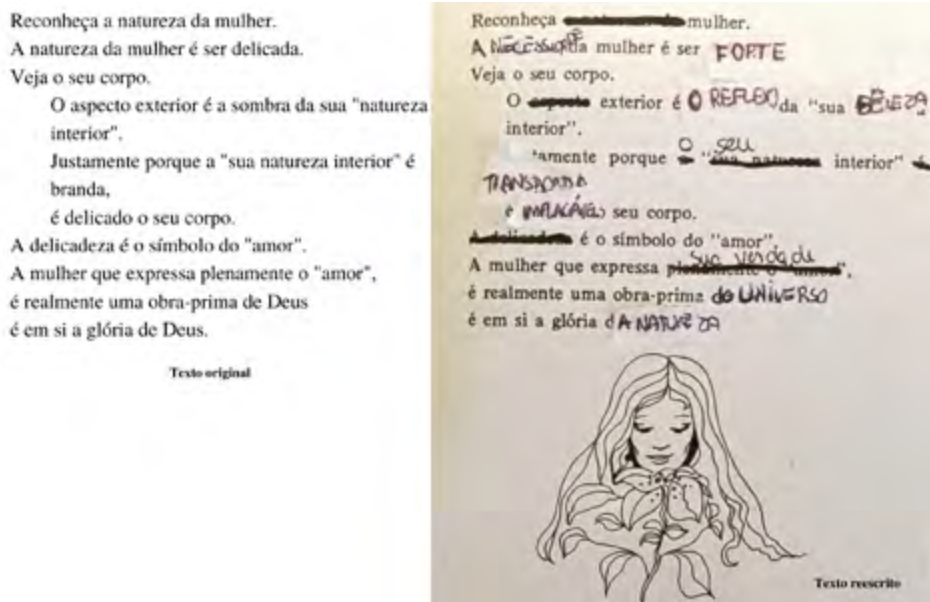 Reconheça a natureza da mulher.
A natureza da mulher é ser delicada.
Veja o seu corpo.
O aspecto exterior é a sombra da sua "natureza
interior".
Justamente porque a "sua natureza interior" é
branda,
é delicado o seu corpo.
A delicadeza é o símbolo do "amor".
A mulher que expressa plenamente o "amor",
é realmente uma obra-prima de Deus
é em si a glória de Deus.
Texto original
Reconheça mulher.
A NECESSIDADE da mulher é ser FORTE
Veja o seu corpo.
O exterior é O REFLEXO da "sua BELEZA
interior".
amente porque o seu " interior"
é seu corpo.
é o símbolo do "amor".
A mulher que expressa sua verdade",
é realmente uma obra-prima do UNIVERSO
é em si a glória dA NATUREZA
Texto reescrito